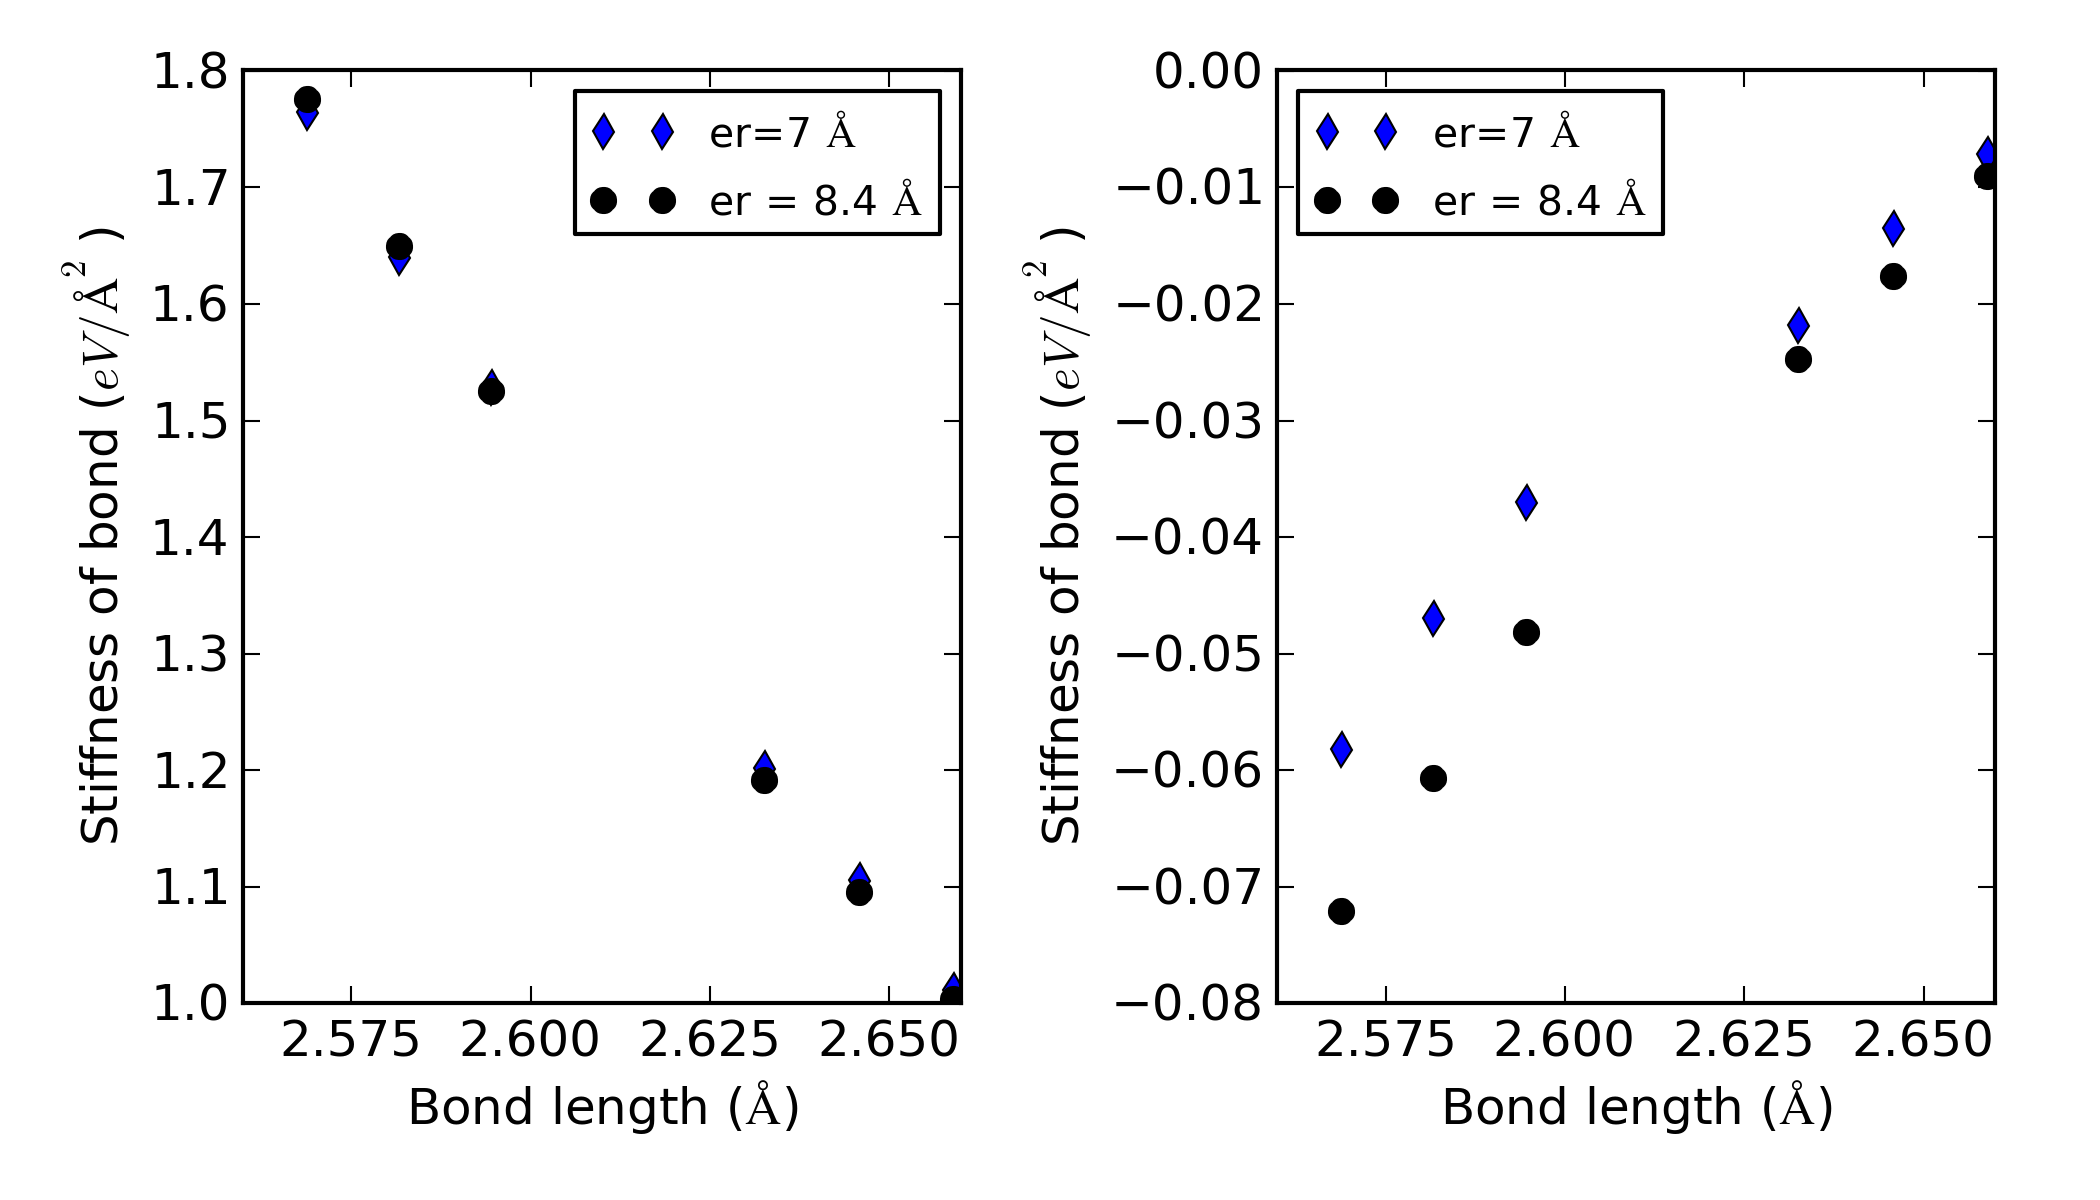 Stiffness of bond (eV/Å²)
1.8
1.7
1.6
1.5
1.4
1.3
1.2
1.1
1.0
er=7 Å
er = 8.4 Å
2.575 2.600 2.625 2.650
Bond length (Å)
Stiffness of bond (eV/Å²)
0.00
−0.01
−0.02
−0.03
−0.04
−0.05
−0.06
−0.07
−0.08
er=7 Å
er = 8.4 Å
2.575 2.600 2.625 2.650
Bond length (Å)